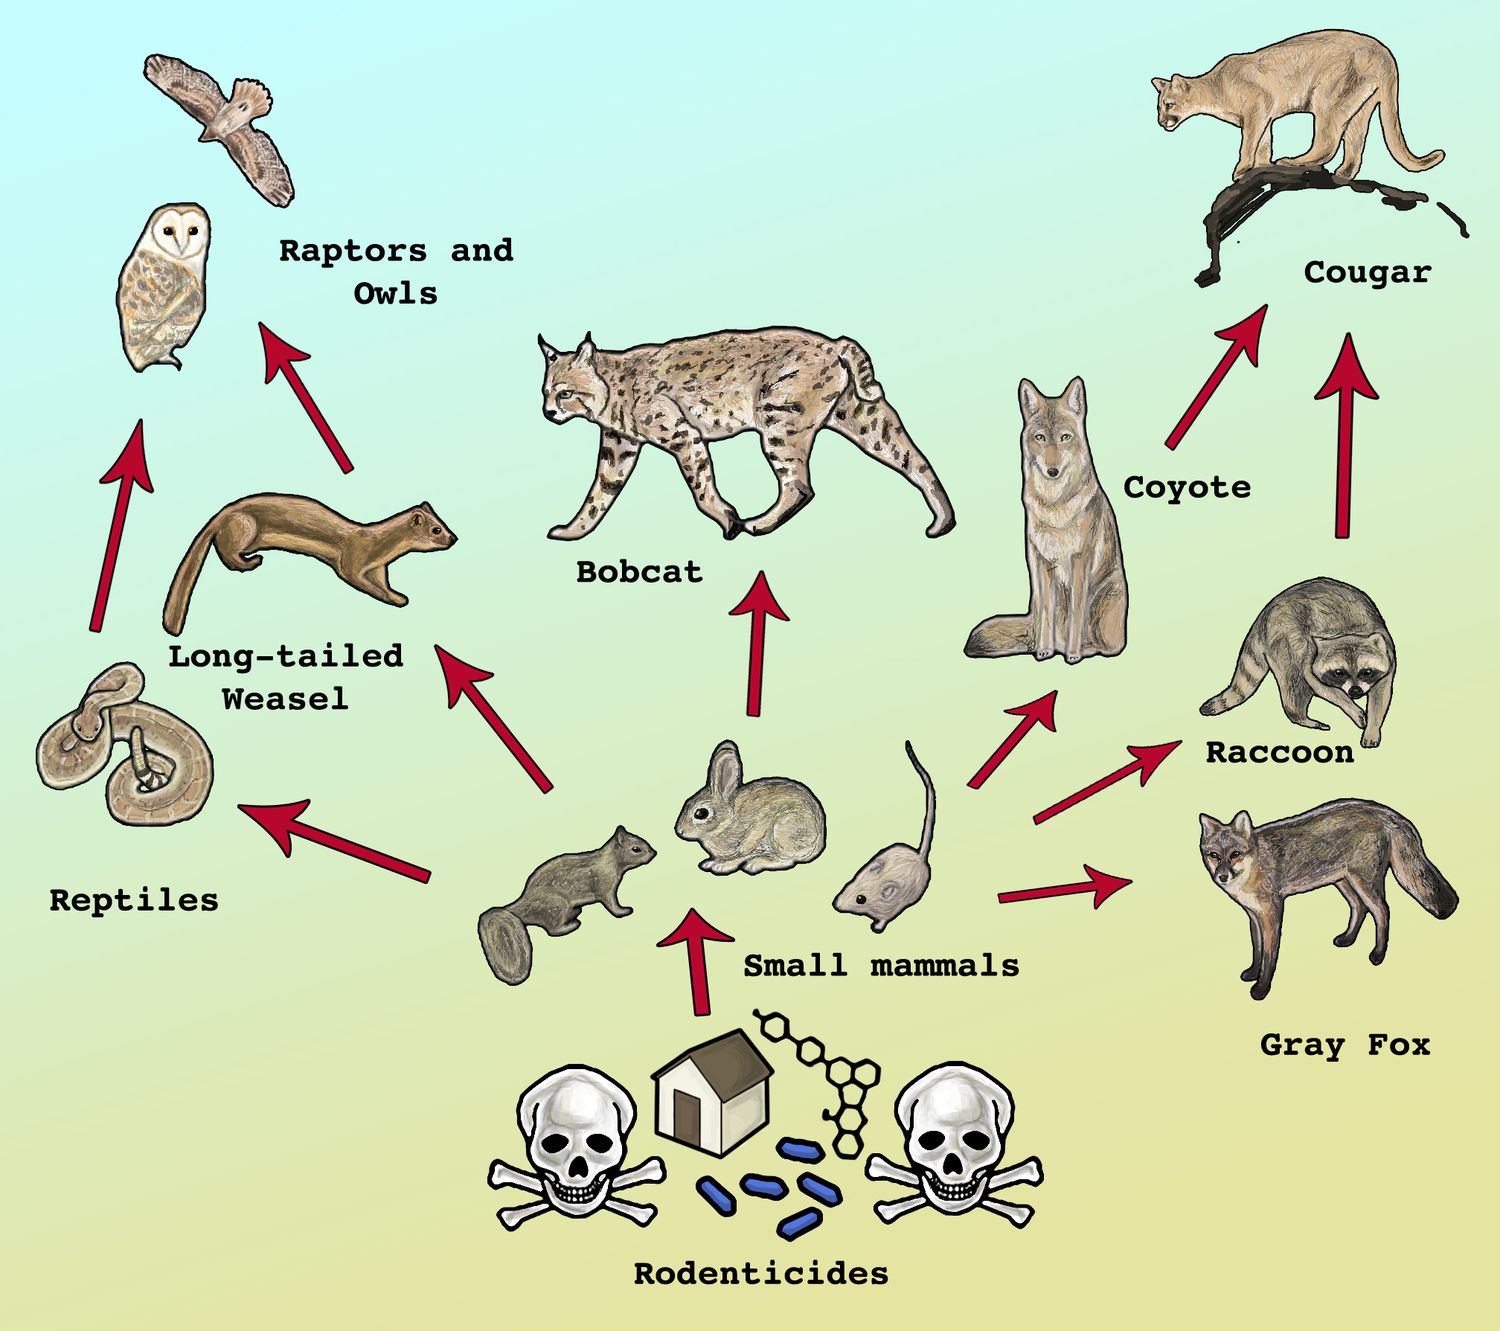 Raptors and
Owls
Cougar
Coyote
Bobcat
Long-tailed
Weasel
Raccoon
Reptiles
Small mammals
Gray Fox
Rodenticides